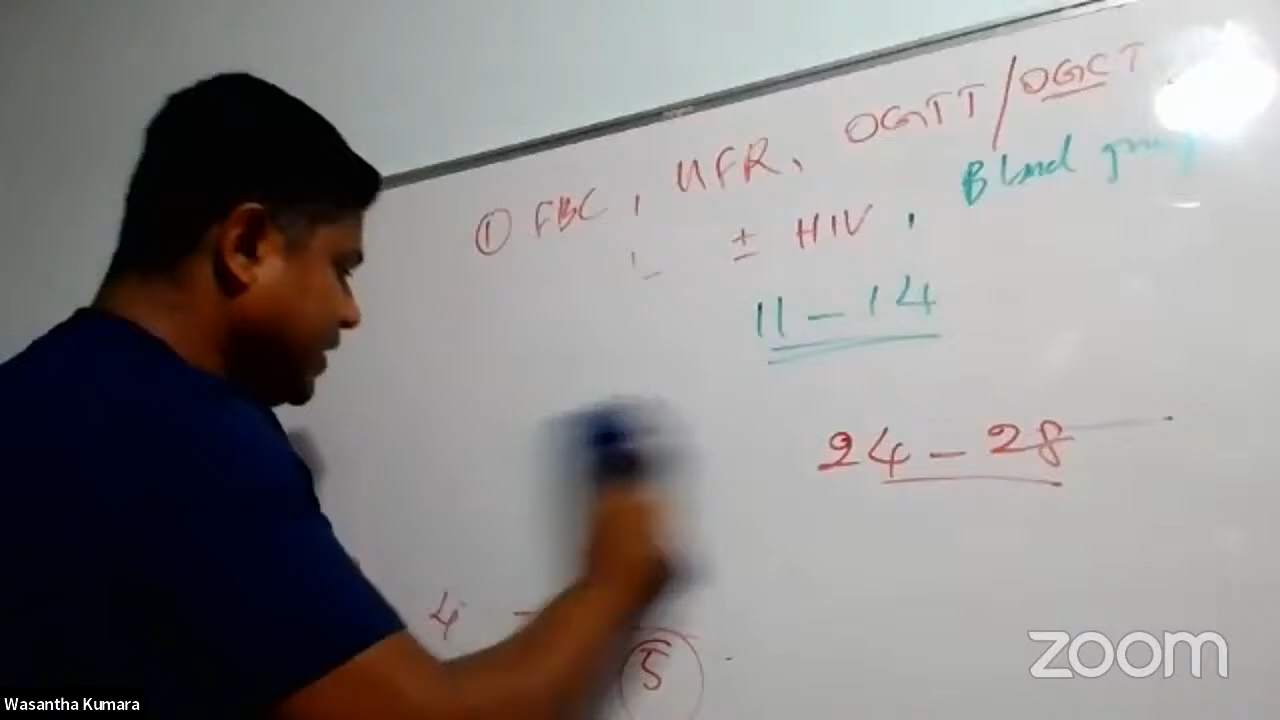 ① FBC, UFR, OGTT/OGCT
± HIV, Blood
11 - 14
24 - 28
4 -
5
zoom
Wasantha Kumara